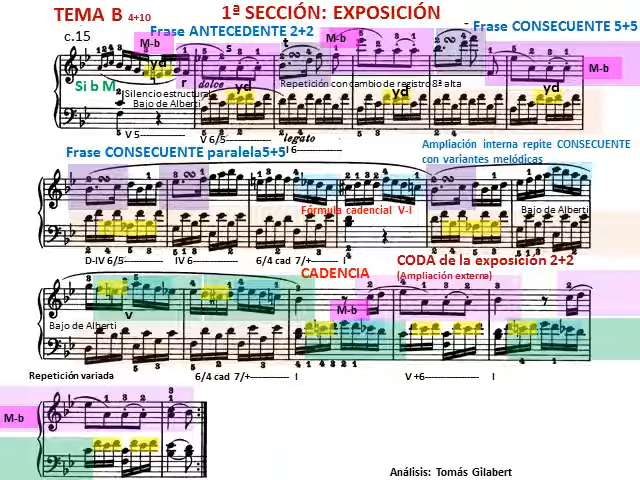 TEMA B 4+10
1ª SECCIÓN: EXPOSICIÓN
c.15
Frase ANTECEDENTE 2+2
Frase CONSECUENTE 5+5
M-b
M-b
M-b
yd
s
t
r
dolce
yd
yd
yd
Si b M
Silencio estructural
Bajo de Alberti
Repetición con cambio de registro 8ª alta
V 5
V 6/5
legato
I 6
Frase CONSECUENTE paralela5+5
Ampliación interna repite CONSECUENTE
con variantes melódicas
Fórmula cadencial V-I
Bajo de Alberti
D-IV 6/5
IV 6
6/4 cad 7/+
I
CODA de la exposición 2+2
(Ampliación externa)
CADENCIA
M-b
v
Bajo de Alberti
Repetición variada
6/4 cad 7/+
I
V +6
I
M-b
Análisis: Tomás Gilabert